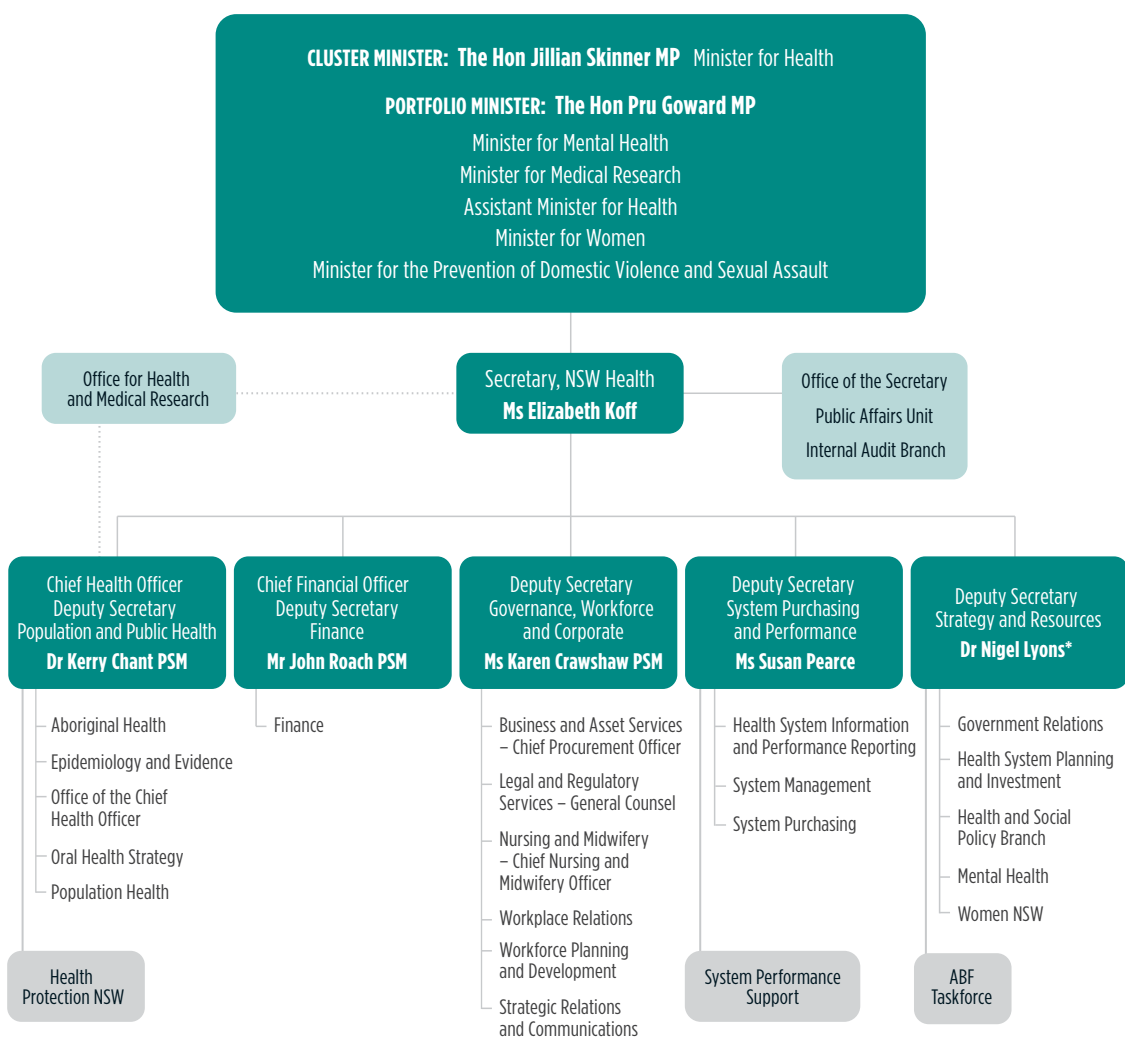 CLUSTER MINISTER: The Hon Jillian Skinner MP Minister for Health
PORTFOLIO MINISTER: The Hon Pru Goward MP
Minister for Mental Health
Minister for Medical Research
Assistant Minister for Health
Minister for Women
Minister for the Prevention of Domestic Violence and Sexual Assault
Office for Health
and Medical Research
Secretary, NSW Health
Ms Elizabeth Koff
Office of the Secretary
Public Affairs Unit
Internal Audit Branch
Chief Health Officer
Deputy Secretary
Population and Public Health
Dr Kerry Chant PSM
Chief Financial Officer
Deputy Secretary
Finance
Mr John Roach PSM
Deputy Secretary
Governance, Workforce
and Corporate
Ms Karen Crawshaw PSM
Deputy Secretary
System Purchasing
and Performance
Ms Susan Pearce
Deputy Secretary
Strategy and Resources
Dr Nigel Lyons*
Aboriginal Health
Epidemiology and Evidence
Office of the Chief
Health Officer
Oral Health Strategy
Population Health
Health
Protection NSW
Finance
Business and Asset Services
– Chief Procurement Officer
Legal and Regulatory
Services – General Counsel
Nursing and Midwifery
– Chief Nursing and
Midwifery Officer
Workplace Relations
Workforce Planning
and Development
Strategic Relations
and Communications
Health System Information
and Performance Reporting
System Management
System Purchasing
System Performance
Support
Government Relations
Health System Planning
and Investment
Health and Social
Policy Branch
Mental Health
Women NSW
ABF
Taskforce